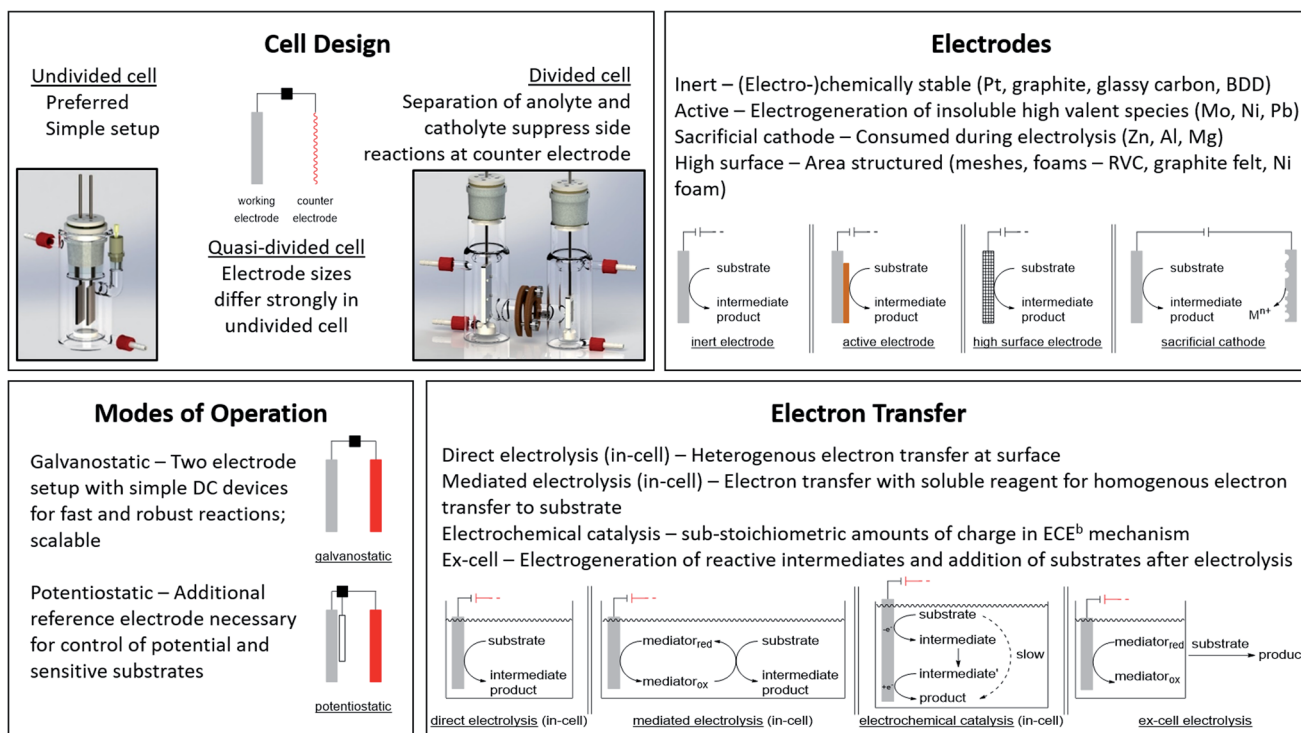 Cell Design
Undivided cell
Preferred
Simple setup
working
electrode
counter
electrode
Quasi-divided cell
Electrode sizes
differ strongly in
undivided cell
Divided cell
Separation of anolyte and
catholyte suppress side
reactions at counter electrode
Electrodes
Inert – (Electro-)chemically stable (Pt, graphite, glassy carbon, BDD)
Active – Electrogeneration of insoluble high valent species (Mo, Ni, Pb)
Sacrificial cathode – Consumed during electrolysis (Zn, Al, Mg)
High surface – Area structured (meshes, foams – RVC, graphite felt, Ni
foam)
substrate
intermediate
product
inert electrode
substrate
intermediate
product
active electrode
substrate
intermediate
product
high surface electrode
substrate
intermediate
product
Mⁿ⁺
sacrificial cathode
Modes of Operation
Galvanostatic – Two electrode
setup with simple DC devices
for fast and robust reactions;
scalable
galvanostatic
Potentiostatic – Additional
reference electrode necessary
for control of potential and
sensitive substrates
potentiostatic
Electron Transfer
Direct electrolysis (in-cell) – Heterogenous electron transfer at surface
Mediated electrolysis (in-cell) – Electron transfer with soluble reagent for homogenous electron
transfer to substrate
Electrochemical catalysis – sub-stoichiometric amounts of charge in ECEᵇ mechanism
Ex-cell – Electrogeneration of reactive intermediates and addition of substrates after electrolysis
substrate
intermediate
product
direct electrolysis (in-cell)
mediator_red
mediator_ox
substrate
intermediate
product
mediated electrolysis (in-cell)
substrate
-e⁻
intermediate
slow
intermediate'
+e⁻
product
electrochemical catalysis (in-cell)
mediator_red
mediator_ox
substrate
product
ex-cell electrolysis